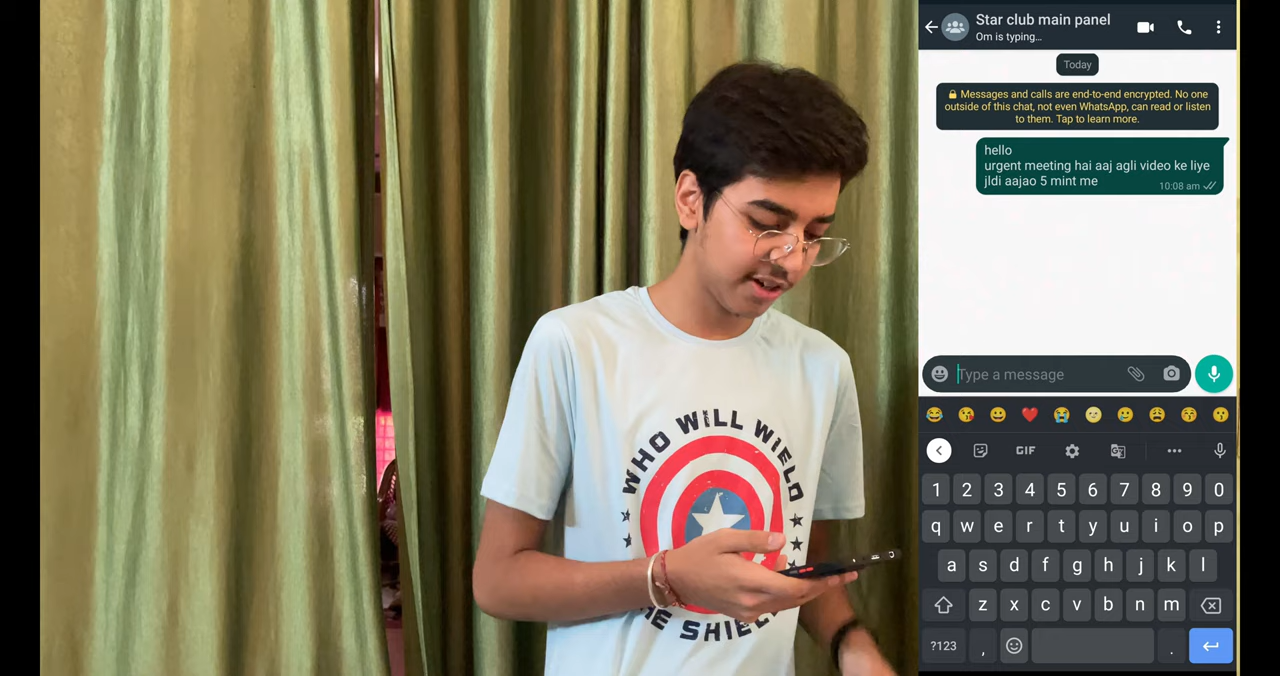 Star club main panel
Om is typing...
Today
Messages and calls are end-to-end encrypted. No one
outside of this chat, not even WhatsApp, can read or listen
to them. Tap to learn more.
hello
urgent meeting hai aaj agli video ke liye
jldi aajao 5 mint me
10:08 am
Type a message
GIF
1 2 3 4 5 6 7 8 9 0
q w e r t y u i o p
a s d f g h j k l
z x c v b n m
?123 , .
WHO WILL WIELD
THE SHIELD